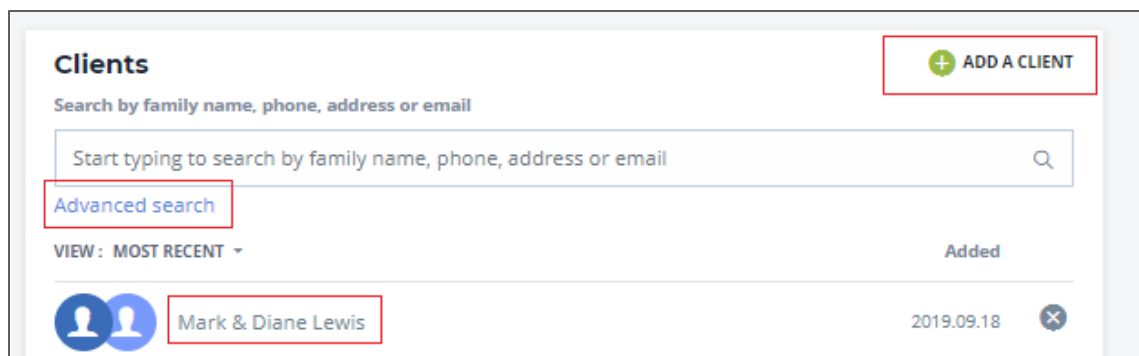 Clients
ADD A CLIENT
Search by family name, phone, address or email
Start typing to search by family name, phone, address or email
Advanced search
VIEW : MOST RECENT
Added
Mark & Diane Lewis
2019.09.18